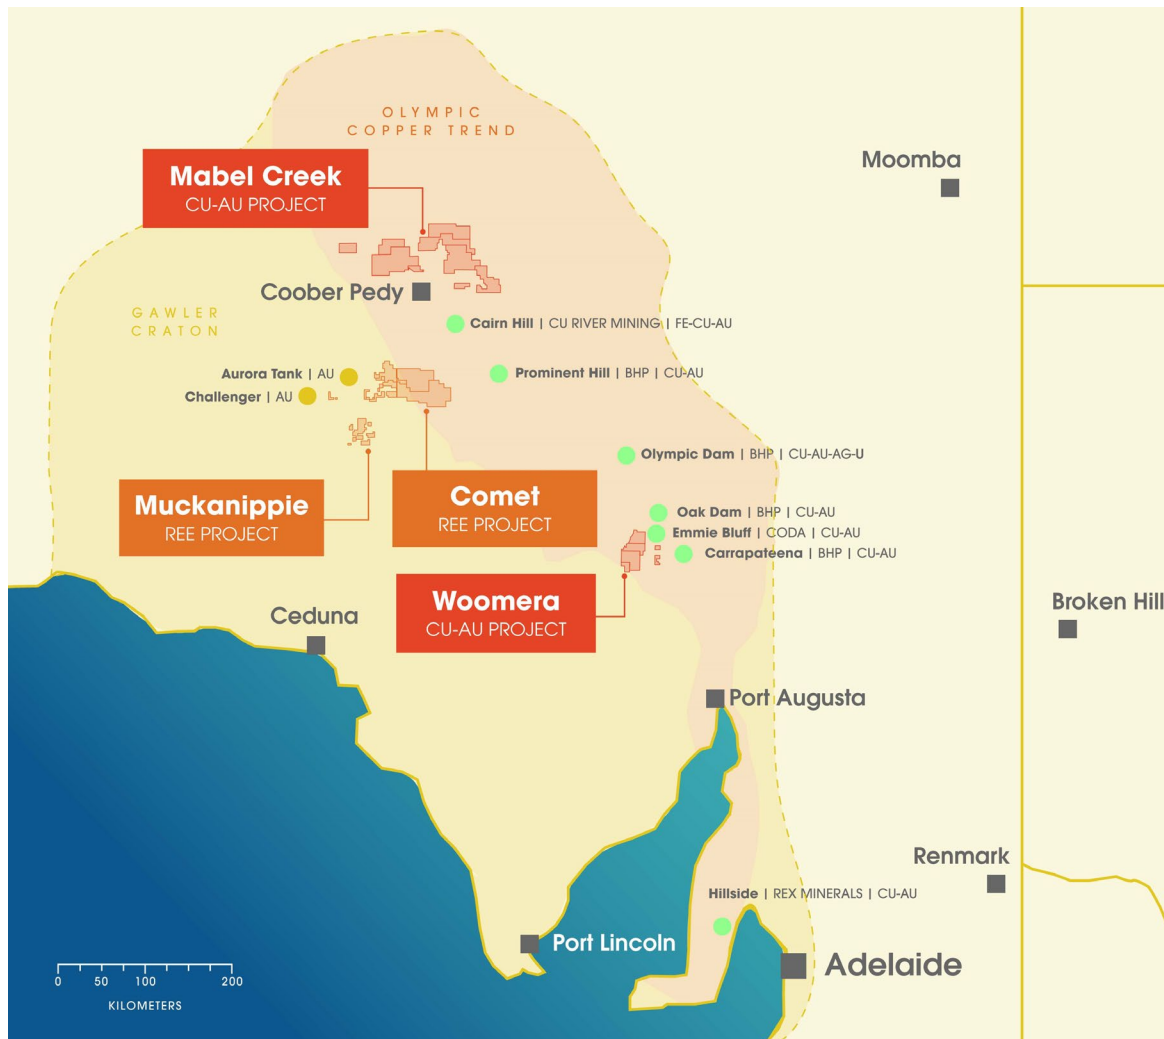 OLYMPIC
COPPER TREND
Mabel Creek
CU-AU PROJECT
Moomba
Coober Pedy
GAWLER
CRATON
Cairn Hill | CU RIVER MINING | FE-CU-AU
Aurora Tank | AU
Prominent Hill | BHP | CU-AU
Challenger | AU
Olympic Dam | BHP | CU-AU-AG-U
Muckanippie
REE PROJECT
Comet
REE PROJECT
Oak Dam | BHP | CU-AU
Emmie Bluff | CODA | CU-AU
Carrapateena | BHP | CU-AU
Woomera
CU-AU PROJECT
Ceduna
Broken Hill
Port Augusta
Renmark
Hillside | REX MINERALS | CU-AU
Port Lincoln
Adelaide
0 50 100 200
KILOMETERS